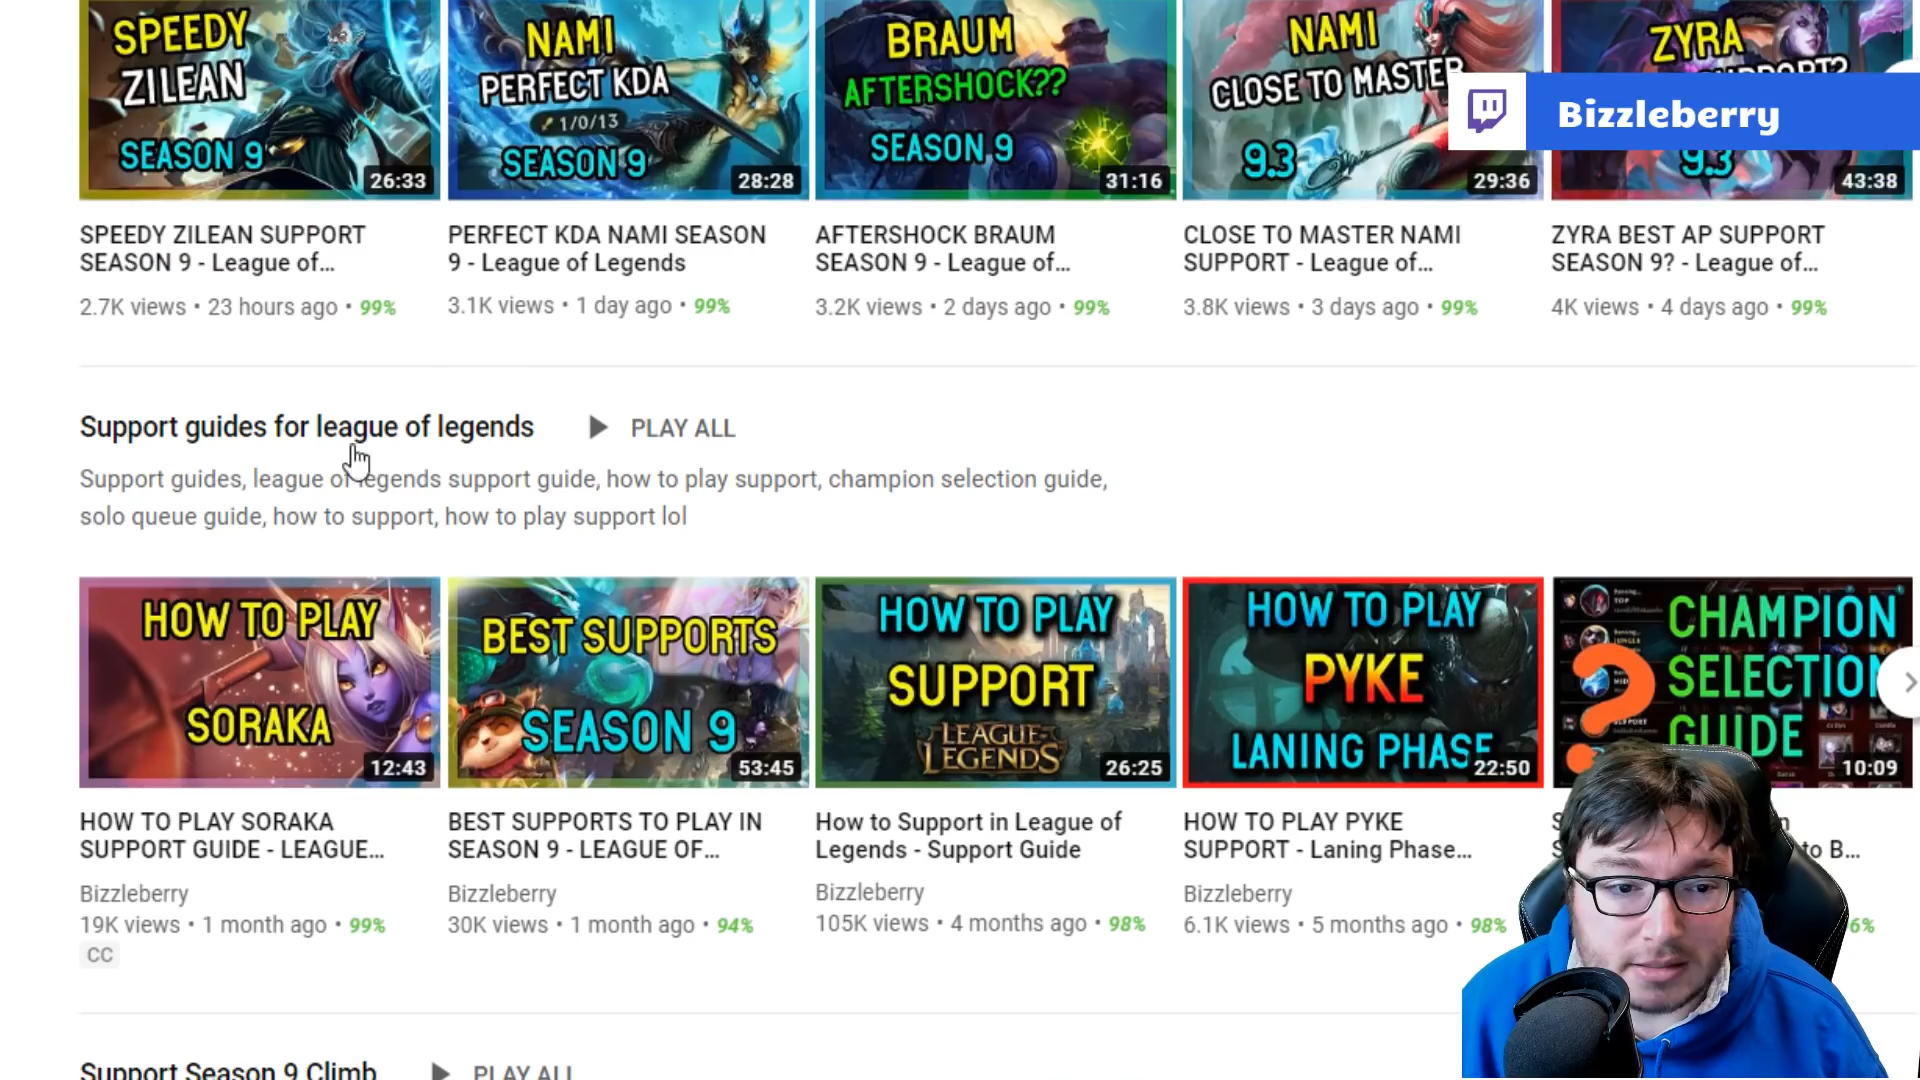 SPEEDY
ZILEAN
SEASON 9
26:33
NAMI
PERFECT KDA
1/0/13
SEASON 9
28:28
BRAUM
AFTERSHOCK??
SEASON 9
31:16
NAMI
CLOSE TO MASTER
9.3
29:36
ZYRA
9.3
43:38
Bizzleberry
SPEEDY ZILEAN SUPPORT
SEASON 9 - League of...
2.7K views • 23 hours ago • 99%
PERFECT KDA NAMI SEASON
9 - League of Legends
3.1K views • 1 day ago • 99%
AFTERSHOCK BRAUM
SEASON 9 - League of...
3.2K views • 2 days ago • 99%
CLOSE TO MASTER NAMI
SUPPORT - League of...
3.8K views • 3 days ago • 99%
ZYRA BEST AP SUPPORT
SEASON 9? - League of...
4K views • 4 days ago • 99%
Support guides for league of legends
PLAY ALL
Support guides, league of legends support guide, how to play support, champion selection guide,
solo queue guide, how to support, how to play support lol
HOW TO PLAY
SORAKA
12:43
BEST SUPPORTS
SEASON 9
53:45
HOW TO PLAY
SUPPORT
LEAGUE OF
LEGENDS
26:25
HOW TO PLAY
PYKE
LANING PHASE
22:50
CHAMPION
SELECTION
GUIDE
?
10:09
HOW TO PLAY SORAKA
SUPPORT GUIDE - LEAGUE...
Bizzleberry
19K views • 1 month ago • 99%
CC
BEST SUPPORTS TO PLAY IN
SEASON 9 - LEAGUE OF...
Bizzleberry
30K views • 1 month ago • 94%
How to Support in League of
Legends - Support Guide
Bizzleberry
105K views • 4 months ago • 98%
HOW TO PLAY PYKE
SUPPORT - Laning Phase...
Bizzleberry
6.1K views • 5 months ago • 98%
to B...
6%
Support Season 9 Climb
PLAY ALL